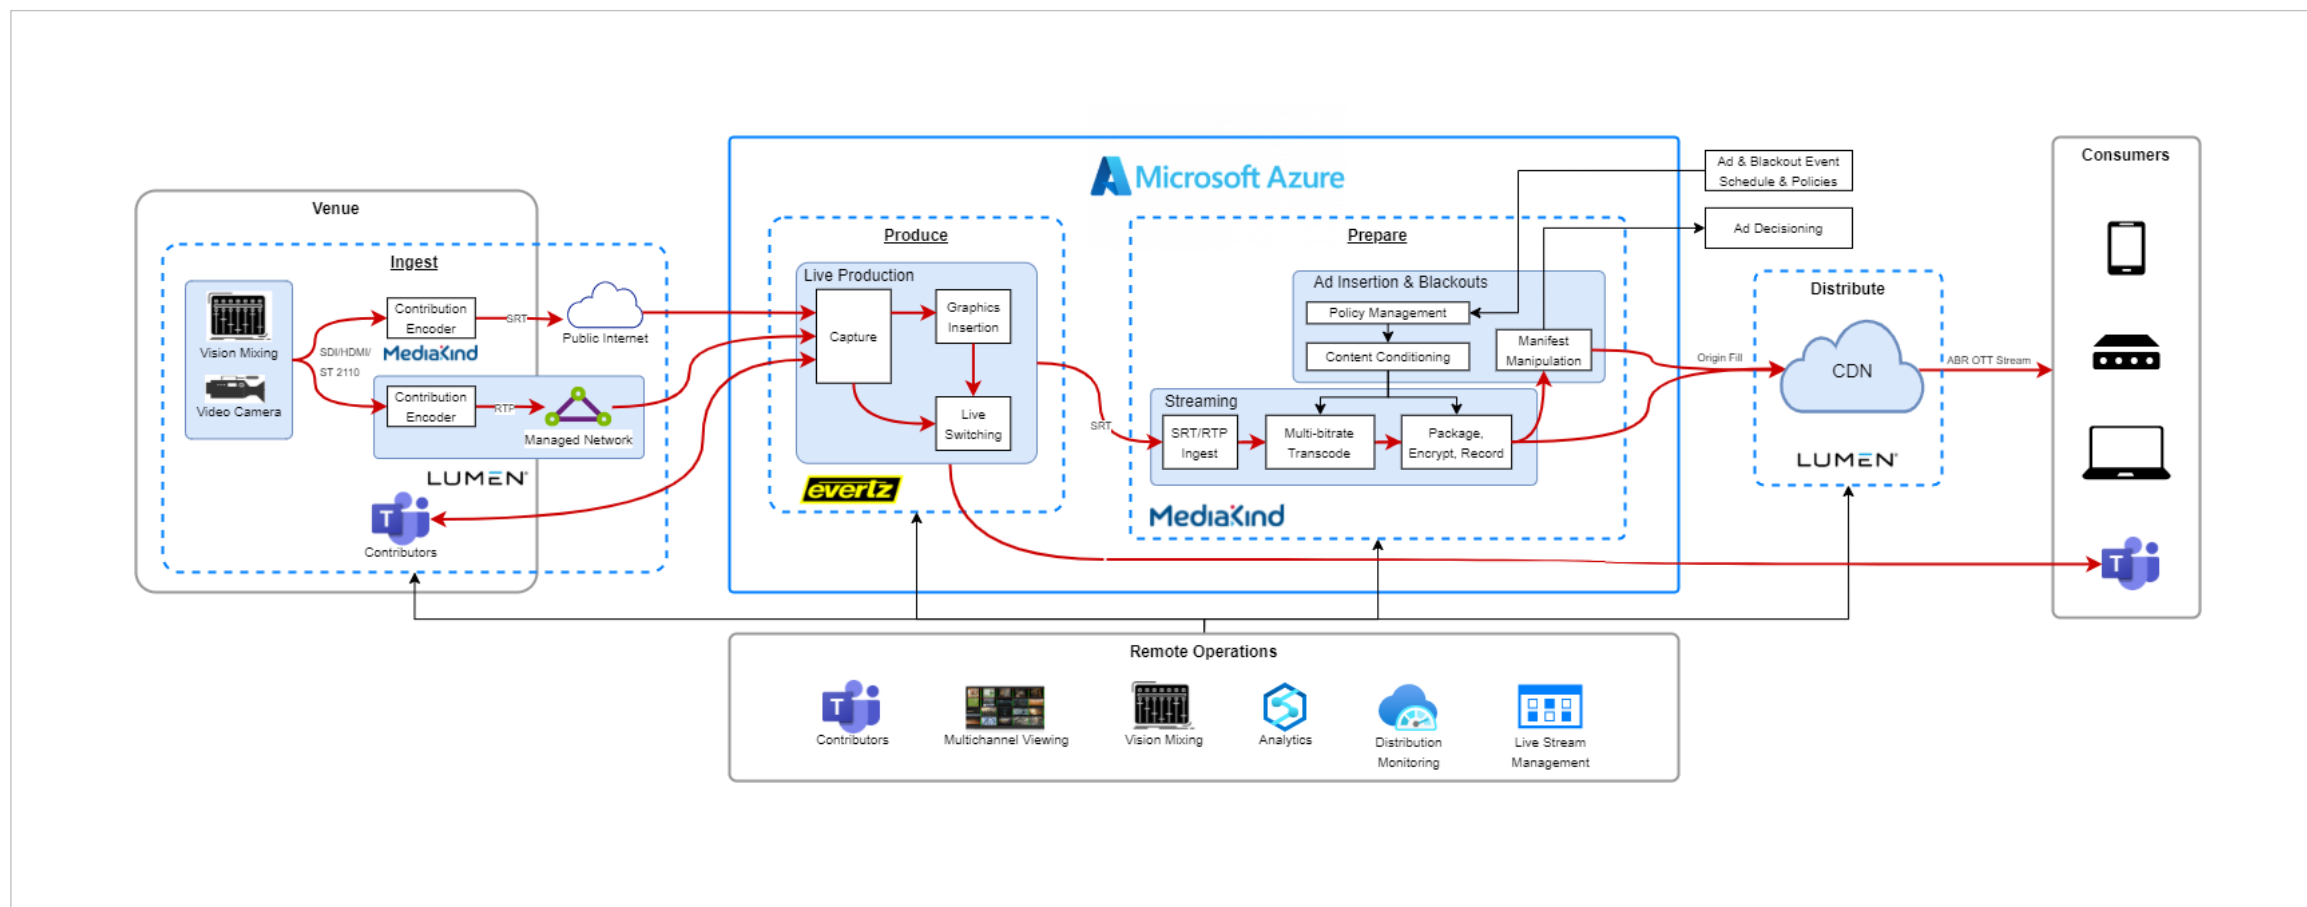 Venue
Ingest
Vision Mixing
Video Camera
SDI/HDMI/
ST 2110
Contribution
Encoder
MEDIAKIND
SRT
Public Internet
Contribution
Encoder
RTP
Managed Network
LUMEN®
T
Contributors
Microsoft Azure
Produce
Live Production
Capture
Graphics
Insertion
Live
Switching
evertz
SRT
Prepare
Ad Insertion & Blackouts
Policy Management
Content Conditioning
Manifest
Manipulation
Streaming
SRT/RTP
Ingest
Multi-bitrate
Transcode
Package,
Encrypt, Record
MEDIAKIND
Ad & Blackout Event
Schedule & Policies
Ad Decisioning
Origin Fill
Distribute
CDN
LUMEN®
ABR OTT Stream
Consumers
T
Remote Operations
T
Contributors
Multichannel Viewing
Vision Mixing
Analytics
Distribution
Monitoring
Live Stream
Management